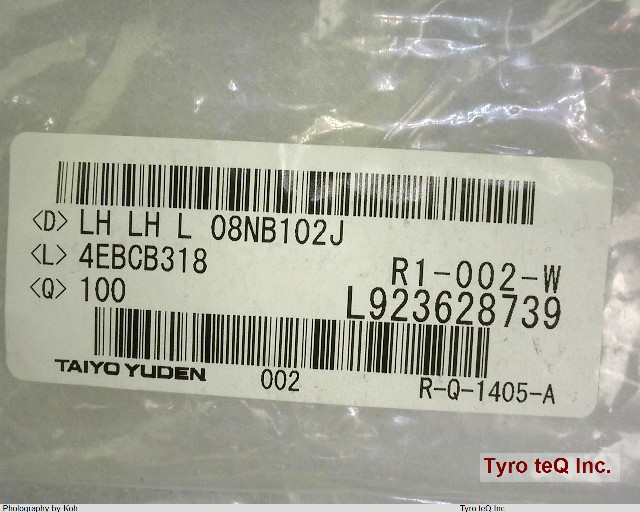 <D> LH LH L 08NB102J
<L> 4EBCB318
R1-002-W
<Q> 100
L923628739
TAIYO YUDEN
002
R-Q-1405-A
Tyro teQ Inc.
Photography by Koh
Tyro teQ Inc